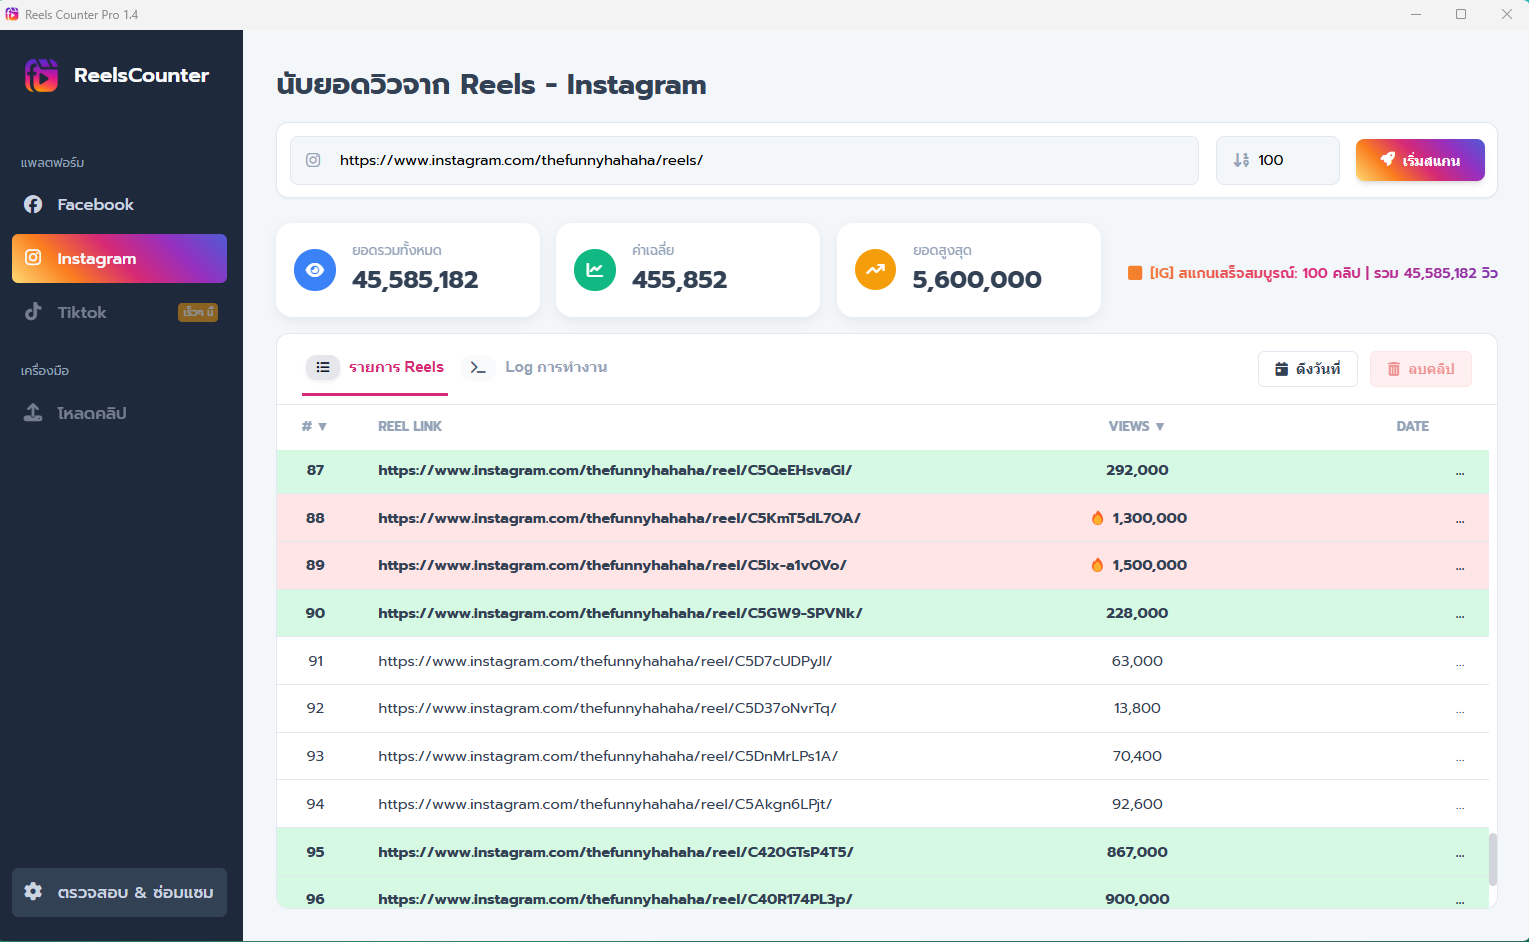 Reels Counter Pro 1.4
ReelsCounter
แพลตฟอร์ม
Facebook
Instagram
Tiktok
เร็วๆ นี้
เครื่องมือ
โหลดคลิป
ตรวจสอบ & ซ่อมแซม
นับยอดวิวจาก Reels - Instagram
https://www.instagram.com/thefunnyhahaha/reels/
100
เริ่มสแกน
ยอดรวมทั้งหมด
45,585,182
ค่าเฉลี่ย
455,852
ยอดสูงสุด
5,600,000
[IG] สแกนเสร็จสมบูรณ์: 100 คลิป | รวม 45,585,182 วิว
รายการ Reels
Log การทำงาน
ดึงวันที่
ลบคลิป
# ▼ REEL LINK VIEWS ▼ DATE
87 https://www.instagram.com/thefunnyhahaha/reel/C5QeEHsvaGI/ 292,000 ...
88 https://www.instagram.com/thefunnyhahaha/reel/C5KmT5dL7OA/ 1,300,000 ...
89 https://www.instagram.com/thefunnyhahaha/reel/C5Ix-a1vOVo/ 1,500,000 ...
90 https://www.instagram.com/thefunnyhahaha/reel/C5GW9-SPVNk/ 228,000 ...
91 https://www.instagram.com/thefunnyhahaha/reel/C5D7cUDPyJI/ 63,000 ...
92 https://www.instagram.com/thefunnyhahaha/reel/C5D37oNvrTq/ 13,800 ...
93 https://www.instagram.com/thefunnyhahaha/reel/C5DnMrLPs1A/ 70,400 ...
94 https://www.instagram.com/thefunnyhahaha/reel/C5Akgn6LPjt/ 92,600 ...
95 https://www.instagram.com/thefunnyhahaha/reel/C420GTsP4T5/ 867,000 ...
96 https://www.instagram.com/thefunnyhahaha/reel/C40R174PL3p/ 900,000 ...